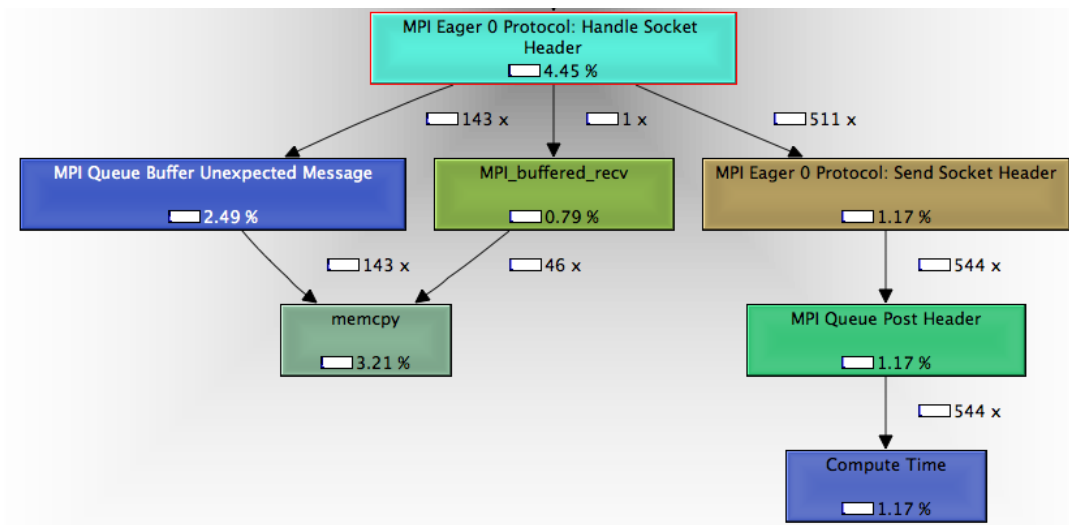 MPI Eager 0 Protocol: Handle Socket
Header
4.45 %
143 x
1 x
511 x
MPI Queue Buffer Unexpected Message
2.49 %
MPI_buffered_recv
0.79 %
MPI Eager 0 Protocol: Send Socket Header
1.17 %
143 x
46 x
544 x
memcpy
3.21 %
MPI Queue Post Header
1.17 %
544 x
Compute Time
1.17 %